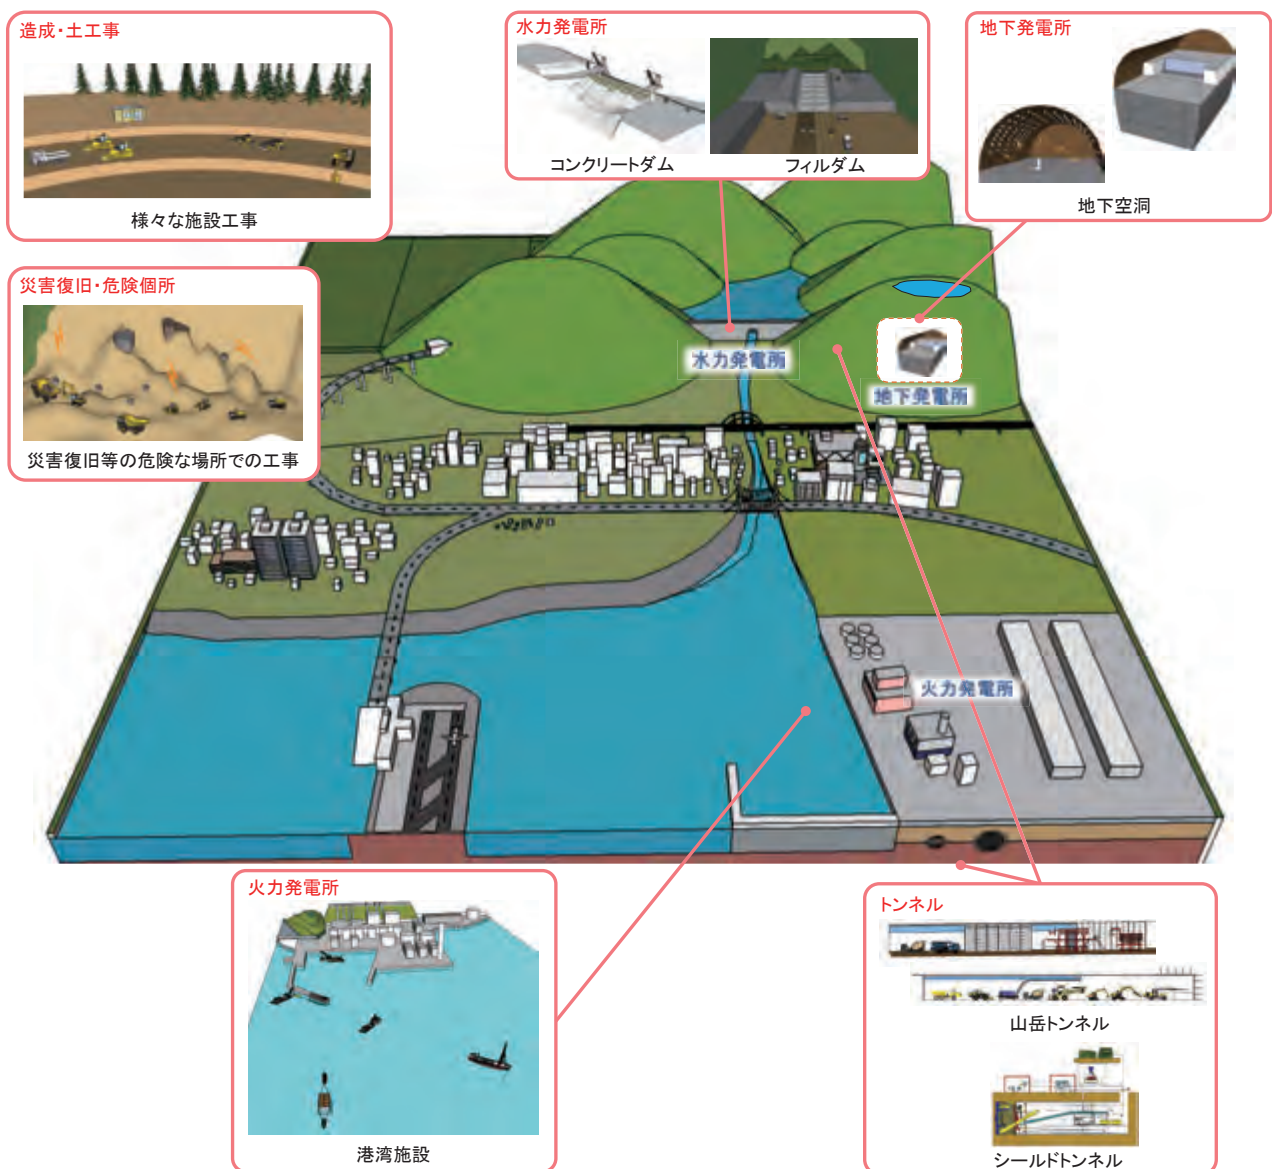 造成・土工事
様々な施設工事
水力発電所
コンクリートダム
フィルダム
地下発電所
地下空洞
災害復旧・危険個所
災害復旧等の危険な場所での工事
水力発電所
地下発電所
火力発電所
火力発電所
港湾施設
トンネル
山岳トンネル
シールドトンネル